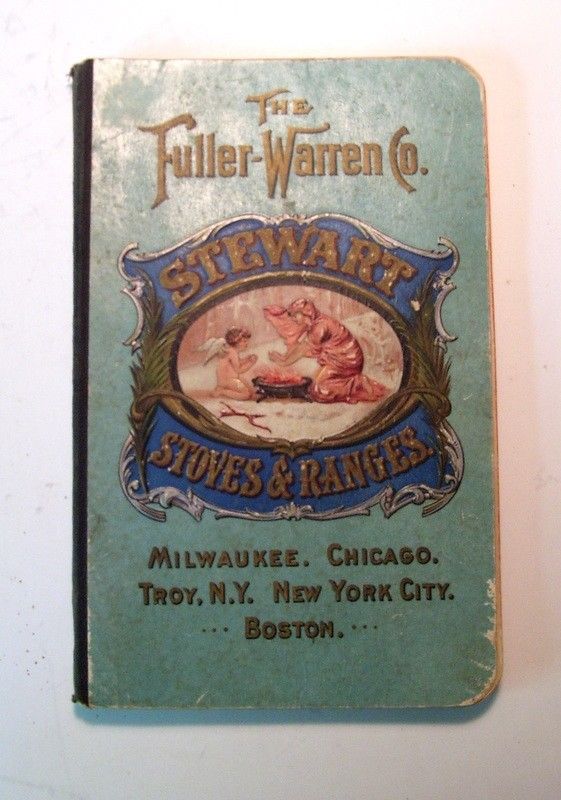 THE
Fuller-Warren Co.
STEWART
STOVES & RANGES.
MILWAUKEE. CHICAGO.
TROY, N.Y. NEW YORK CITY.
... BOSTON. ...